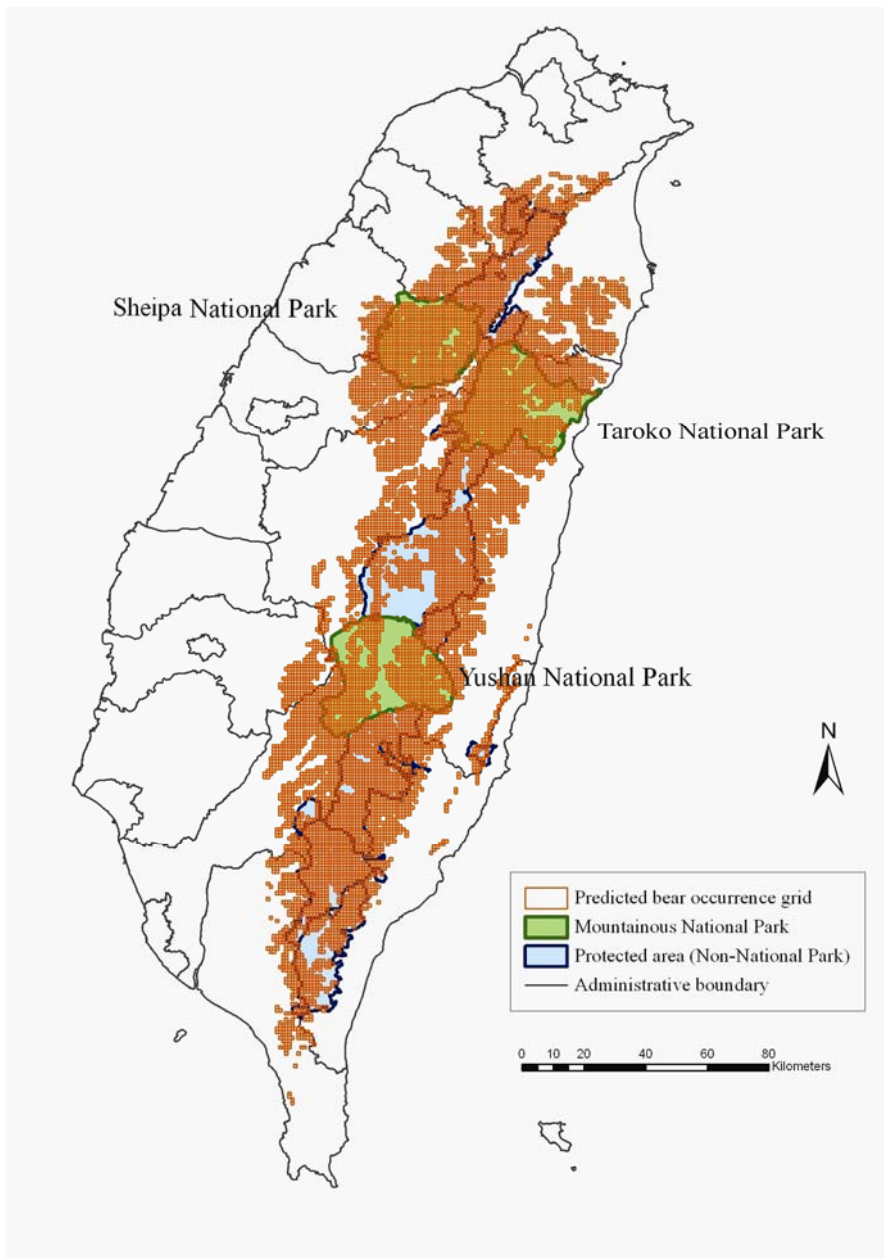 Sheipa National Park
Taroko National Park
Yushan National Park
N
Predicted bear occurrence grid
Mountainous National Park
Protected area (Non-National Park)
Administrative boundary
0 10 20 40 60 80
Kilometers